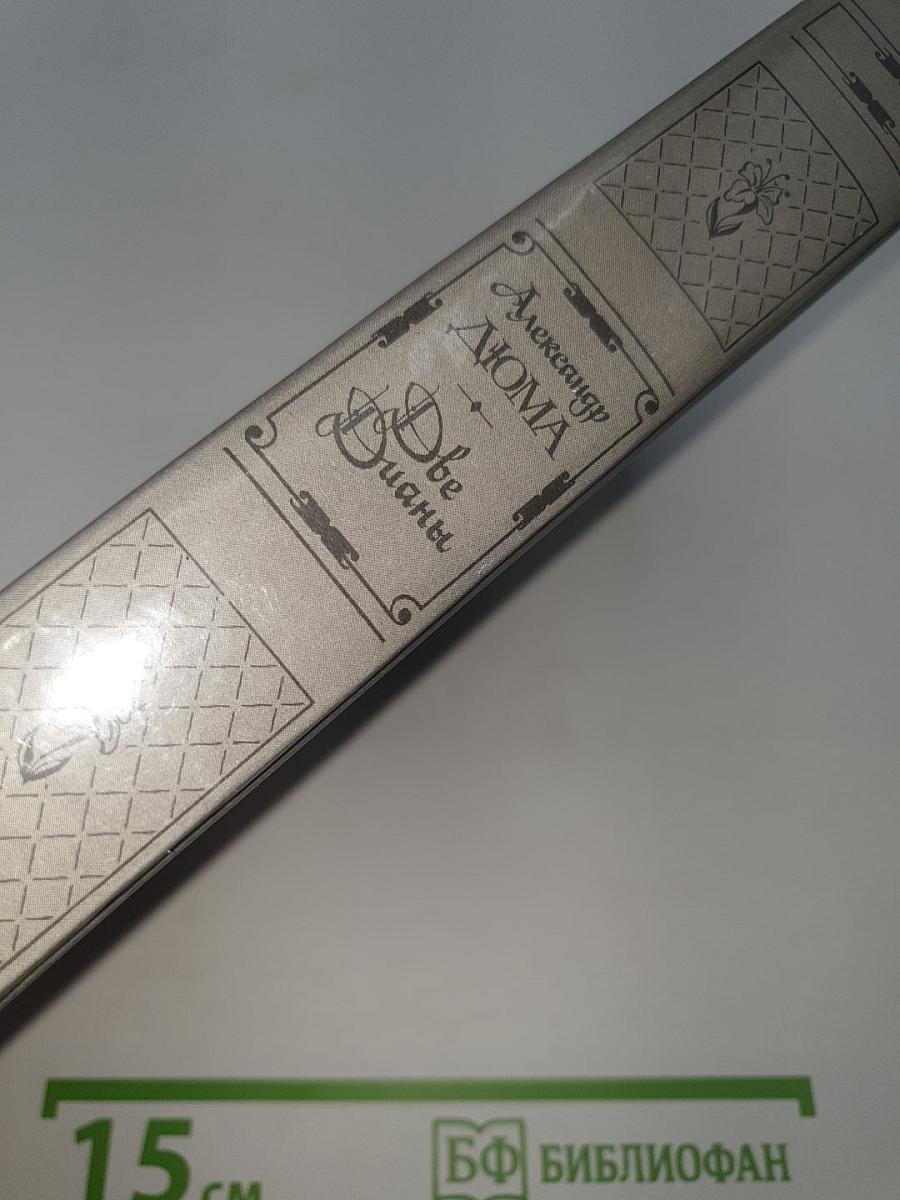 Александр
ДЮМА
Две
Дианы
15 см
БФ БИБЛИОФАН